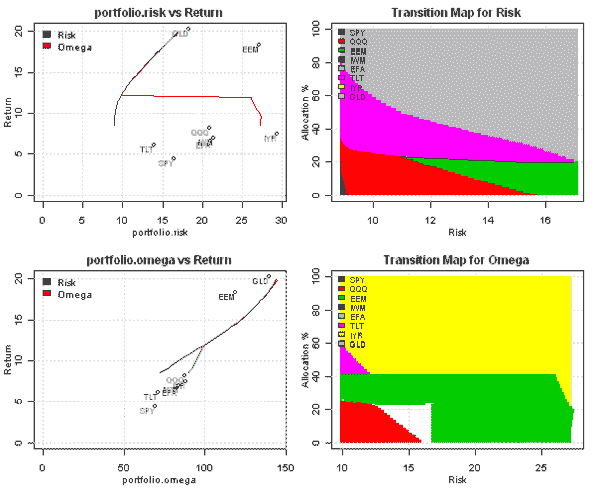 portfolio.risk vs Return
Risk
Omega
Return
20
15
10
5
0
GLD
EEM
QQQ
IWM
EFA
IYR
TLT
SPY
0
5
10
15
20
25
30
portfolio.risk
Transition Map for Risk
SPY
QQQ
EEM
IWM
EFA
TLT
IYR
GLD
Allocation %
100
80
60
40
20
0
10
12
14
16
Risk
portfolio.omega vs Return
Risk
Omega
Return
20
15
10
5
0
GLD
EEM
QQQ
EFA
TLT
SPY
0
50
100
150
portfolio.omega
Transition Map for Omega
SPY
QQQ
EEM
IWM
EFA
TLT
IYR
GLD
Allocation %
100
80
60
40
20
0
10
15
20
25
Risk